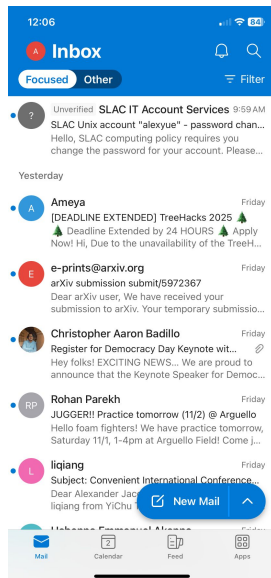 12:06
84
A
Inbox
Focused
Other
Filter
?
Unverified SLAC IT Account Services 9:59 AM
SLAC Unix account "alexyue" - password chan...
Hello, SLAC computing policy requires you
change the password for your account. Please...
Yesterday
A
Ameya Friday
[DEADLINE EXTENDED] TreeHacks 2025 🌲
🌲 Deadline Extended by 24 HOURS 🌲 Apply
Now! Hi, Due to the unavailability of the TreeH...
E
e-prints@arxiv.org Friday
arXiv submission submit/5972367
Dear arXiv user, We have received your
submission to arXiv. Your temporary submissio...
Christopher Aaron Badillo Friday
Register for Democracy Day Keynote wit...
Hey folks! EXCITING NEWS... We are proud to
announce that the Keynote Speaker for Democ...
RP
Rohan Parekh Friday
JUGGER!! Practice tomorrow (11/2) @ Arguello
Hello foam fighters! We have practice tomorrow,
Saturday 11/1, 1-4pm at Arguello Field! Come j...
L
liqiang Friday
Subject: Convenient International Conference...
Dear Alexander Jac
liqiang from YiChu T
New Mail
Mail
2
Calendar
Feed
Apps